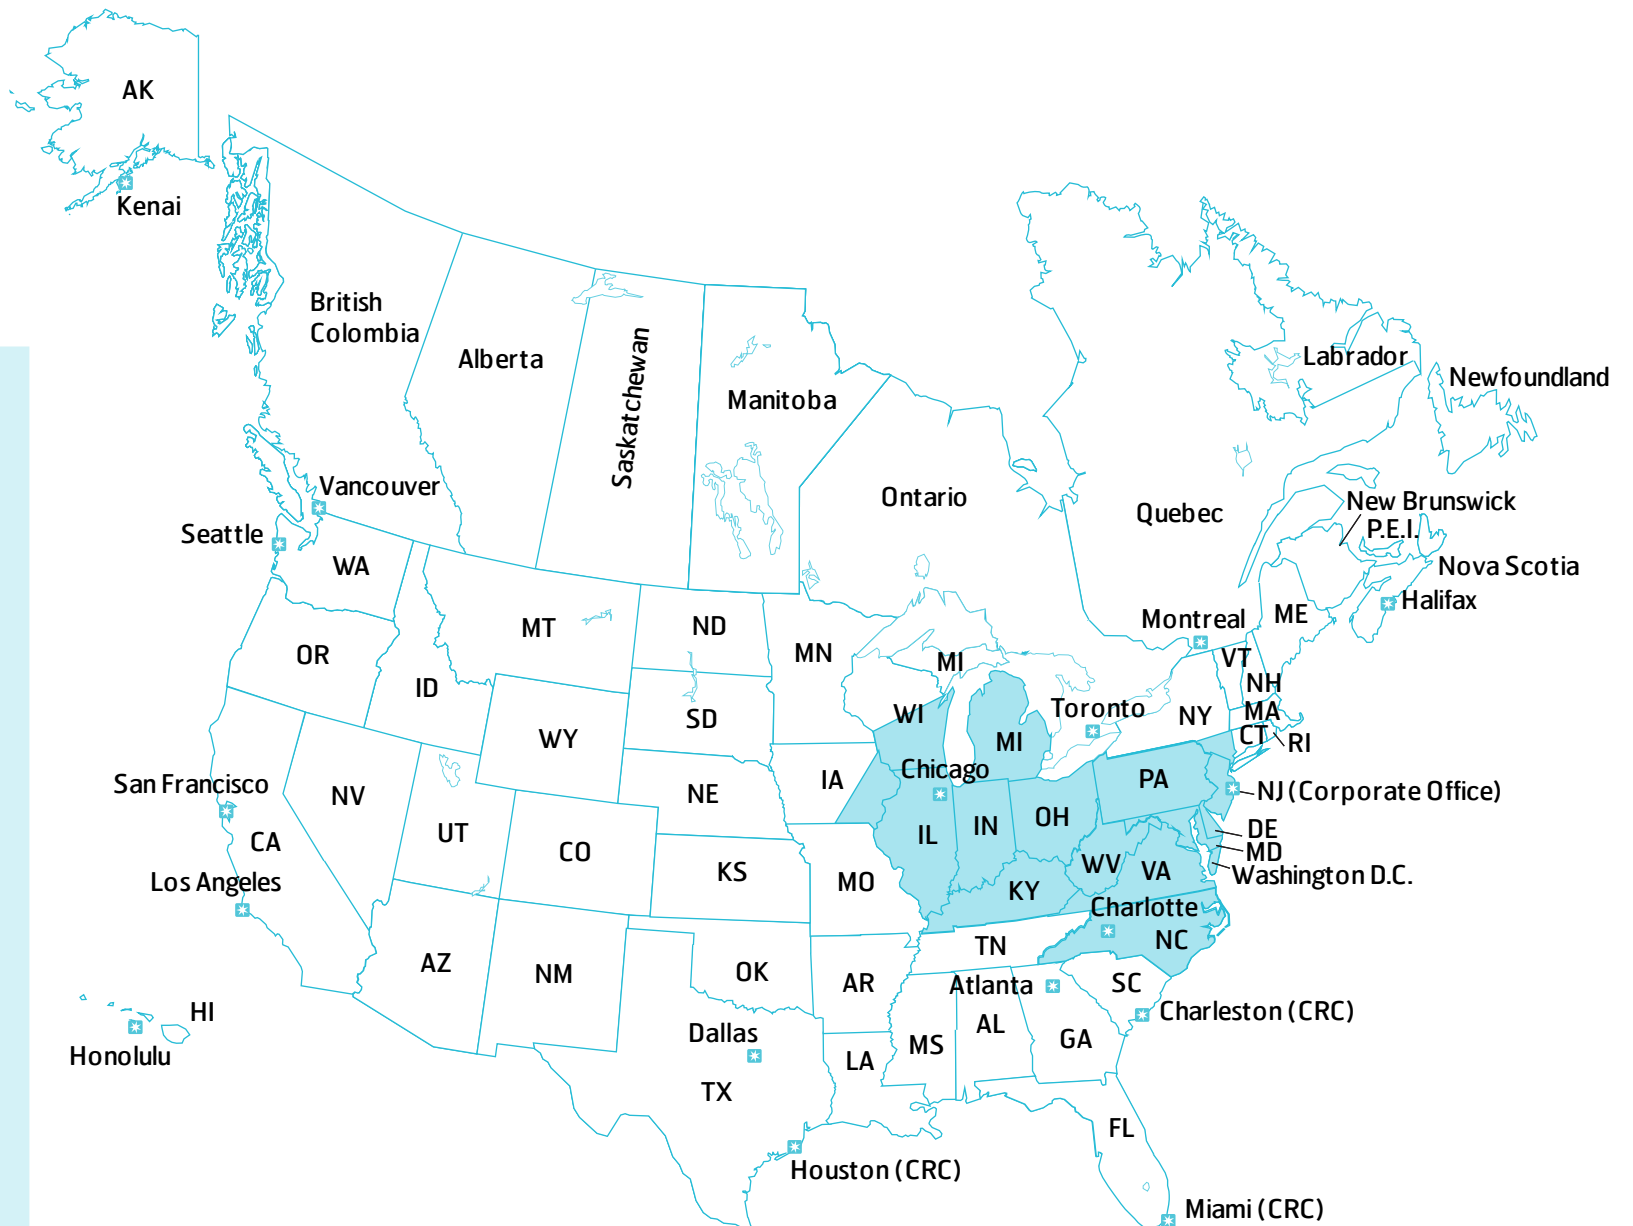 AK
Kenai
British
Colombia
Alberta
Saskatchewan
Manitoba
Ontario
Quebec
Labrador
Newfoundland
New Brunswick
P.E.I.
Nova Scotia
Halifax
Vancouver
Seattle
Montreal
Toronto
WA
OR
ID
MT
ND
MN
MI
ME
VT
NH
MA
CT
RI
NY
WI
MI
SD
WY
NE
IA
Chicago
PA
NJ (Corporate Office)
San Francisco
NV
CA
UT
CO
KS
MO
IL
IN
OH
WV
VA
KY
DE
MD
Washington D.C.
Los Angeles
Charlotte
NC
TN
AZ
NM
OK
AR
Atlanta
SC
Charleston (CRC)
HI
Honolulu
Dallas
TX
LA
MS
AL
GA
FL
Houston (CRC)
Miami (CRC)